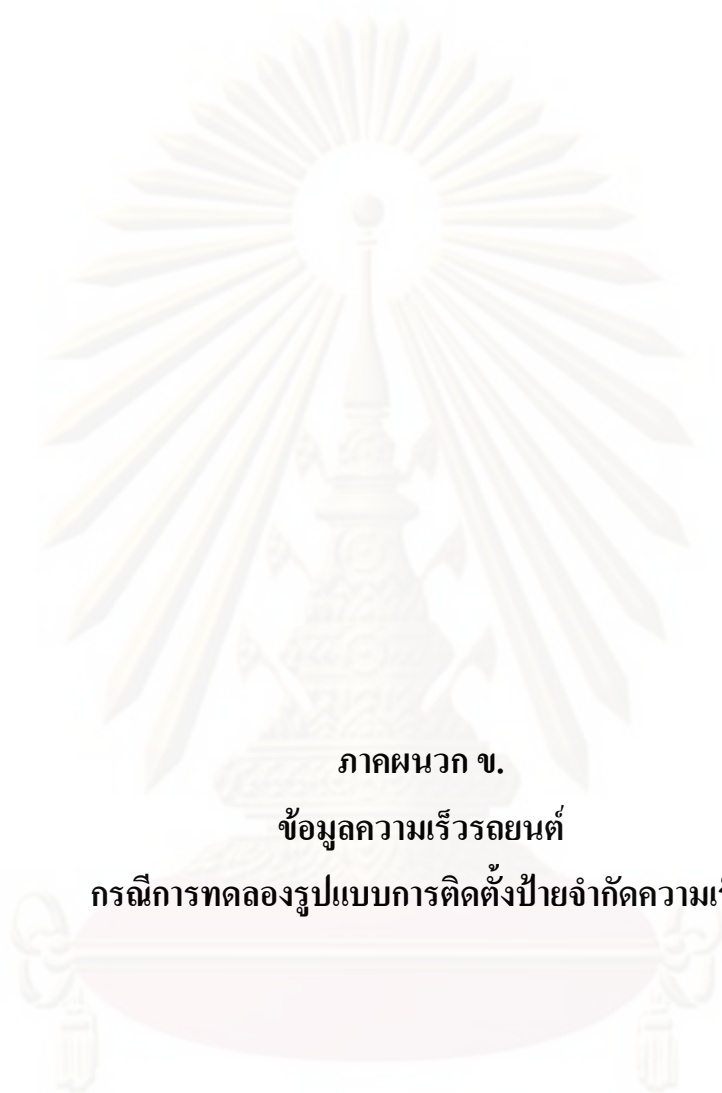 ภาคผนวก ข.
ข้อมูลความเร็วรถยนต์
กรณีการทดลองรูปแบบการติดตั้งป้ายจำกัด